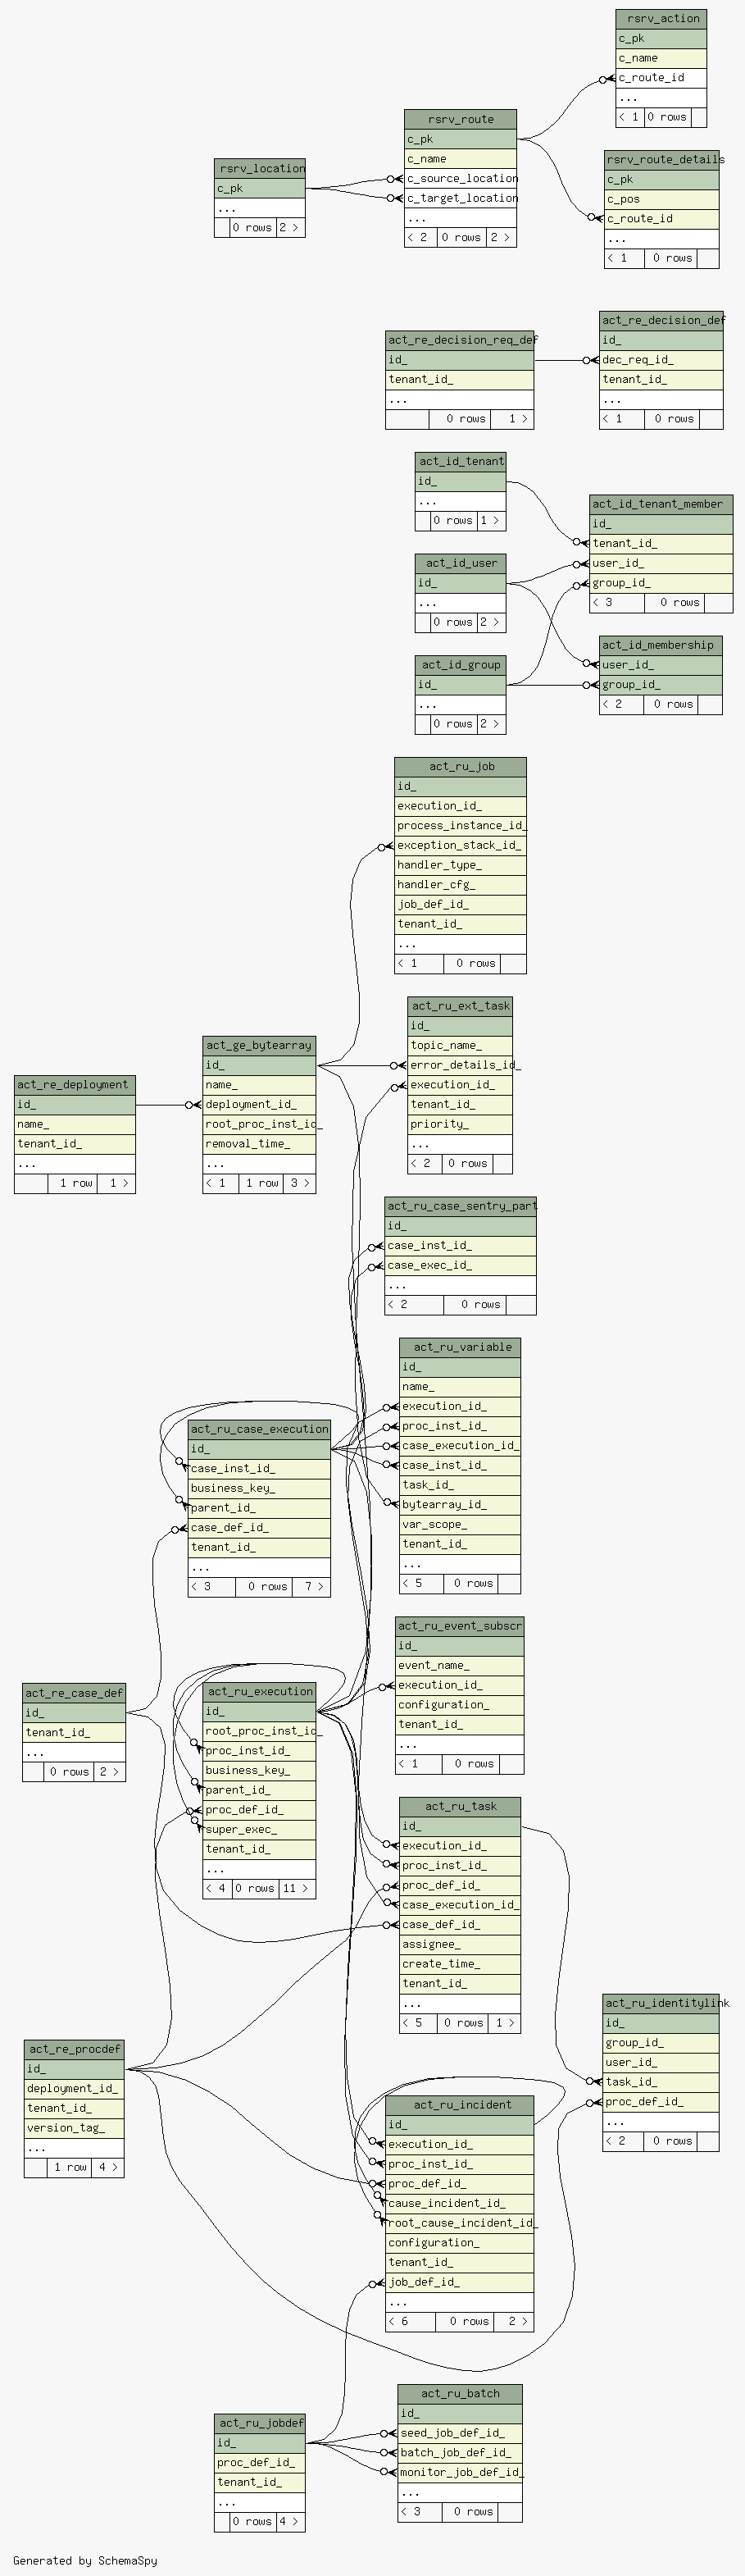 rsrv_action
c_pk
c_name
c_route_id
...
< 1 0 rows
rsrv_route
c_pk
c_name
c_source_location
c_target_location
...
< 2 0 rows 2 >
rsrv_location
c_pk
...
0 rows 2 >
rsrv_route_details
c_pk
c_pos
c_route_id
...
< 1 0 rows
act_re_decision_req_def
id_
tenant_id_
...
0 rows 1 >
act_re_decision_def
id_
dec_req_id_
tenant_id_
...
< 1 0 rows
act_id_tenant
id_
...
0 rows 1 >
act_id_tenant_member
id_
tenant_id_
user_id_
group_id_
< 3 0 rows
act_id_user
id_
...
0 rows 2 >
act_id_membership
user_id_
group_id_
< 2 0 rows
act_id_group
id_
...
0 rows 2 >
act_ru_job
id_
execution_id_
process_instance_id_
exception_stack_id_
handler_type_
handler_cfg_
job_def_id_
tenant_id_
...
< 1 0 rows
act_ru_ext_task
id_
topic_name_
error_details_id_
execution_id_
tenant_id_
priority_
...
< 2 0 rows
act_ge_bytearray
id_
name_
deployment_id_
root_proc_inst_id_
removal_time_
...
< 1 1 row 3 >
act_re_deployment
id_
name_
tenant_id_
...
1 row 1 >
act_ru_case_sentry_part
id_
case_inst_id_
case_exec_id_
...
< 2 0 rows
act_ru_variable
id_
name_
execution_id_
proc_inst_id_
case_execution_id_
case_inst_id_
task_id_
bytearray_id_
var_scope_
tenant_id_
...
< 5 0 rows
act_ru_case_execution
id_
case_inst_id_
business_key_
parent_id_
case_def_id_
tenant_id_
...
< 3 0 rows 7 >
act_ru_event_subscr
id_
event_name_
execution_id_
configuration_
tenant_id_
...
< 1 0 rows
act_re_case_def
id_
tenant_id_
...
0 rows 2 >
act_ru_execution
id_
root_proc_inst_id_
proc_inst_id_
business_key_
parent_id_
proc_def_id_
super_exec_
tenant_id_
...
< 4 0 rows 11 >
act_ru_task
id_
execution_id_
proc_inst_id_
proc_def_id_
case_execution_id_
case_def_id_
assignee_
create_time_
tenant_id_
...
< 5 0 rows 1 >
act_ru_identitylink
id_
group_id_
user_id_
task_id_
proc_def_id_
...
< 2 0 rows
act_re_procdef
id_
deployment_id_
tenant_id_
version_tag_
...
1 row 4 >
act_ru_incident
id_
execution_id_
proc_inst_id_
proc_def_id_
cause_incident_id_
root_cause_incident_id_
configuration_
tenant_id_
job_def_id_
...
< 6 0 rows 2 >
act_ru_batch
id_
seed_job_def_id_
batch_job_def_id_
monitor_job_def_id_
...
< 3 0 rows
act_ru_jobdef
id_
proc_def_id_
tenant_id_
...
0 rows 4 >
Generated by SchemaSpy